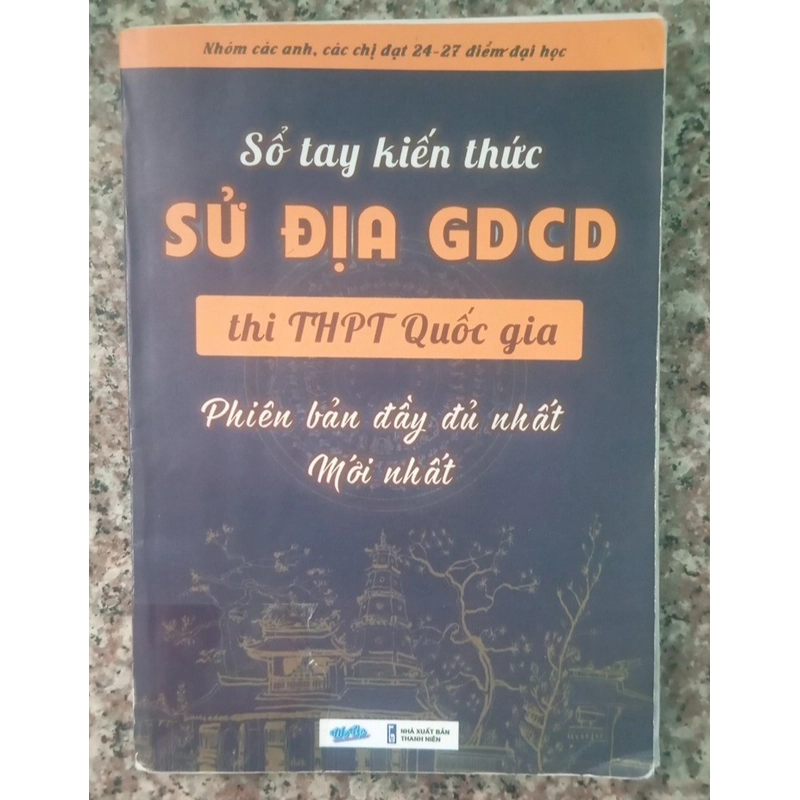 Nhóm các anh, các chị đạt 24-27 điểm đại học
Sổ tay kiến thức
SỬ ĐỊA GDCD
thi THPT Quốc gia
Phiên bản đầy đủ nhất
Mới nhất
NHÀ XUẤT BẢN
THANH NIÊN